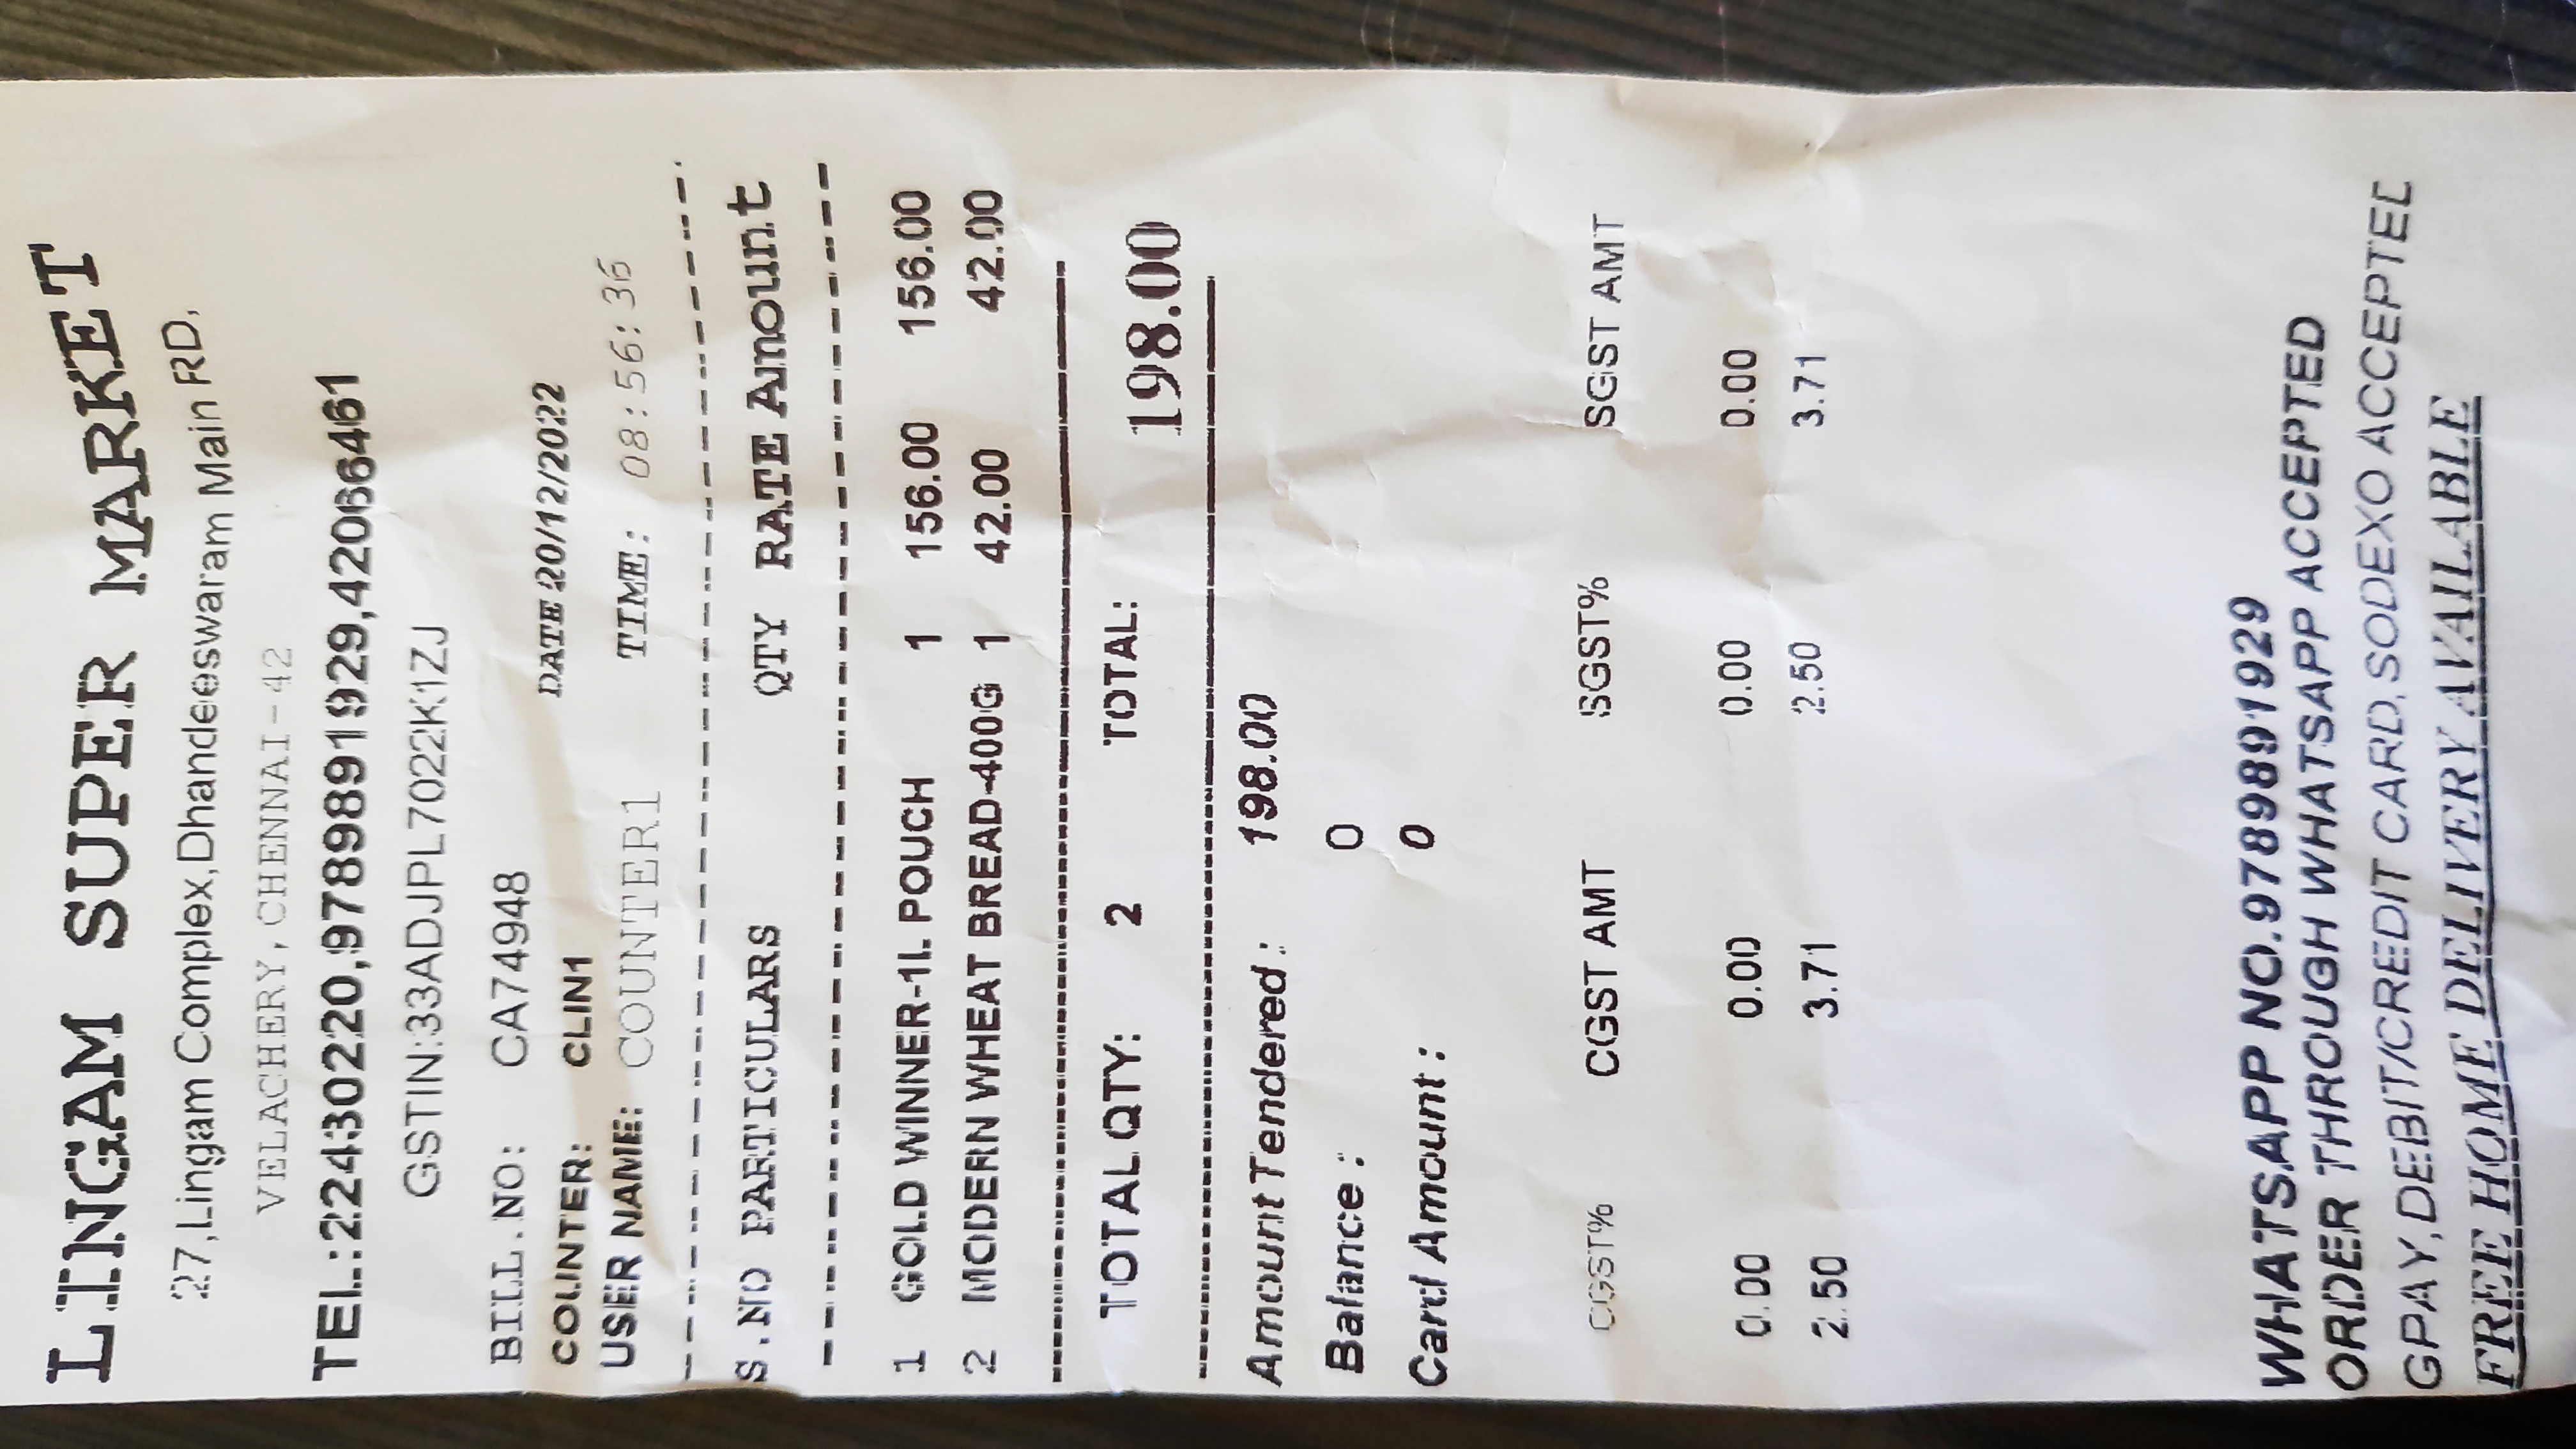 LINGAM SUPER MARKET
27,Lingam Complex,Dhandeeswaram Main RD,
VELACHERY, CHENNAI-42
TEL:22430220,9789891929,42066461
GSTIN:33ADJPL7022K1ZJ
BILL.NO: CA74948
DATE 20/12/2022
COUNTER: CLIN1
USER NAME: COUNTER1 TIME: 08:56:36
S.NO PARTICULARS QTY RATE Amount
1 GOLD WINNER-1L POUCH 1 156.00 156.00
2 MODERN WHEAT BREAD-400G 1 42.00 42.00
TOTAL QTY: 2 TOTAL: 198.00
Amount Tendered : 198.00
Balance : 0
Card Amount : 0
CGST% CGST AMT SGST% SGST AMT
0.00 0.00 0.00 0.00
2.50 3.71 2.50 3.71
WHATSAPP NO.9789891929
ORDER THROUGH WHATSAPP ACCEPTED
GPAY,DEBIT/CREDIT CARD,SODEXO ACCEPTED
FREE HOME DELIVERY AVAILABLE